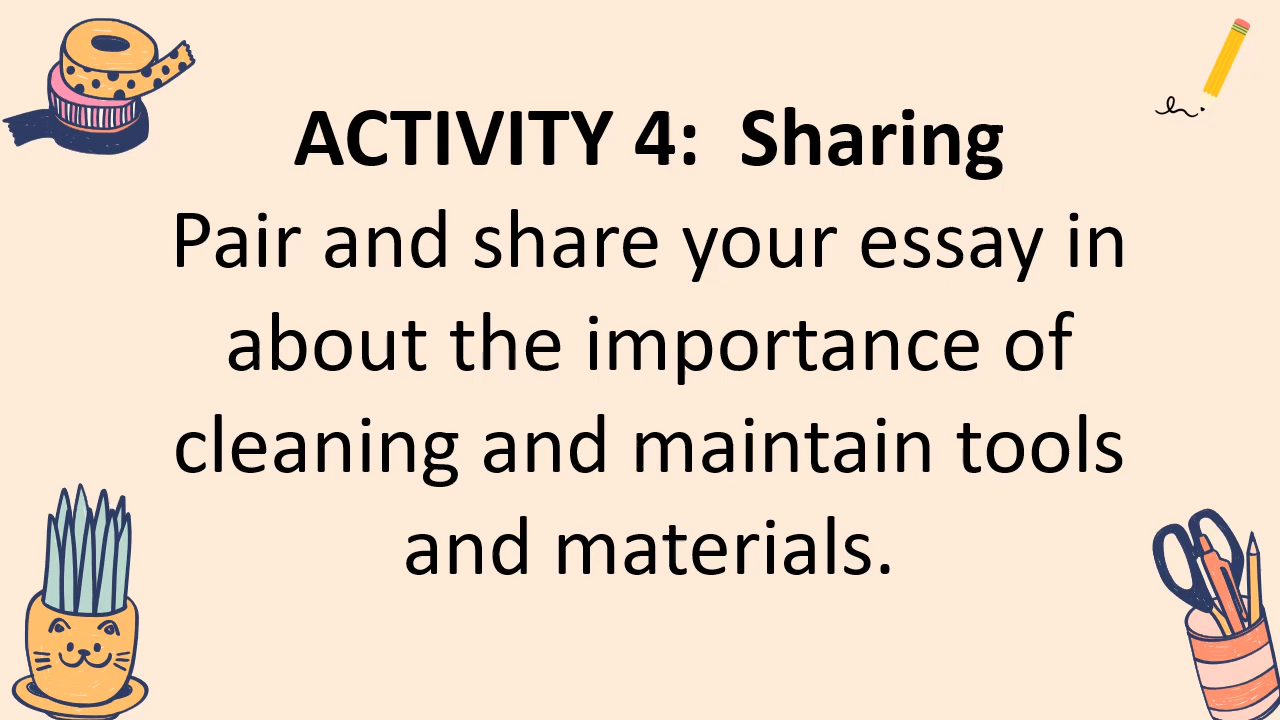 ACTIVITY 4:  Sharing
Pair and share your essay in
about the importance of
cleaning and maintain tools
and materials.